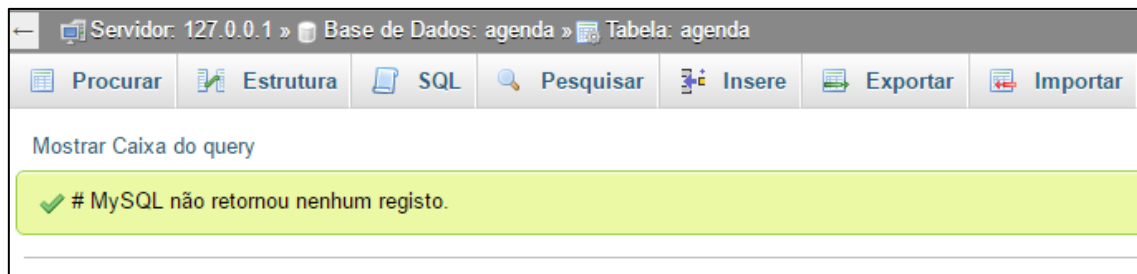 ← Servidor: 127.0.0.1 » Base de Dados: agenda » Tabela: agenda
Procurar Estrutura SQL Pesquisar Insere Exportar Importar
Mostrar Caixa do query
# MySQL não retornou nenhum registo.